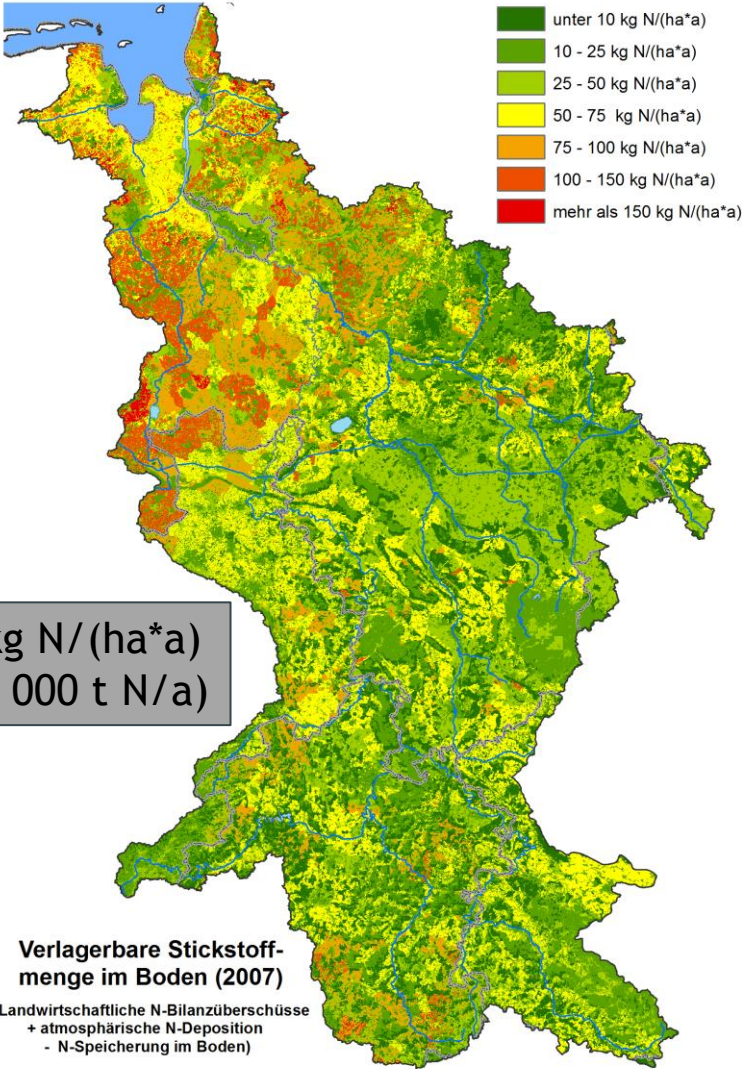 unter 10 kg N/(ha*a)
10 - 25 kg N/(ha*a)
25 - 50 kg N/(ha*a)
50 - 75 kg N/(ha*a)
75 - 100 kg N/(ha*a)
100 - 150 kg N/(ha*a)
mehr als 150 kg N/(ha*a)
kg N/(ha*a)
000 t N/a)
Verlagerbare Stickstoff-
menge im Boden (2007)
Landwirtschaftliche N-Bilanzüberschüsse
+ atmosphärische N-Deposition
- N-Speicherung im Boden)